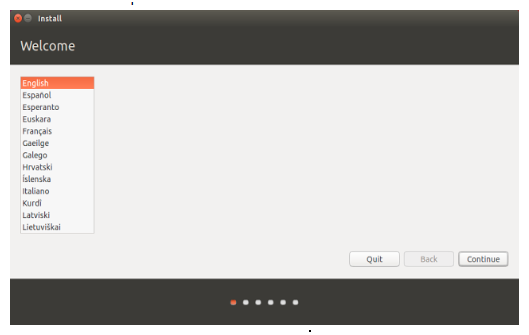 Install
Welcome
English
Español
Esperanto
Euskara
Français
Gaeilge
Galego
Hrvatski
Íslenska
Italiano
Kurdî
Latviski
Lietuviškai
Quit
Back
Continue